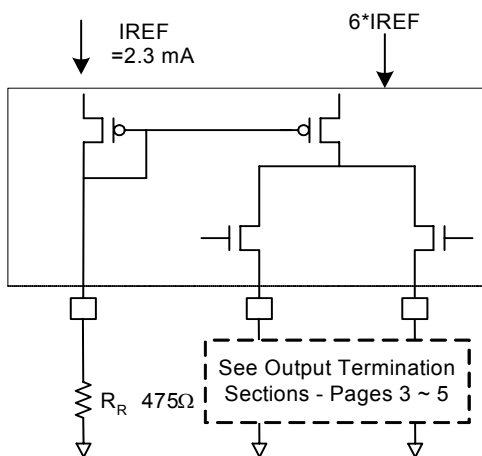 IREF
=2.3 mA
6*IREF
See Output Termination
Sections - Pages 3 ~ 5
RR 475Ω